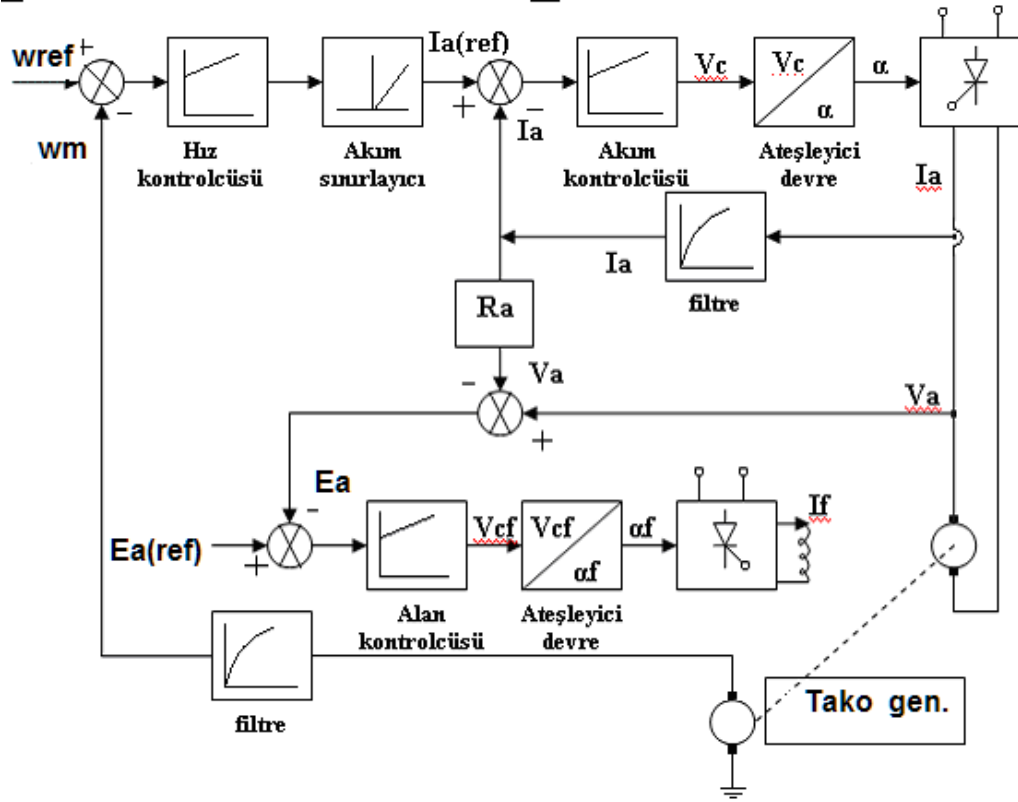 wref
+
-
wm
Hız
kontrolcüsü
Akım
sınırlayıcı
Ia(ref)
+
-
Ia
Akım
kontrolcüsü
Vc
Vc
α
Ateşleyici
devre
α
Ia
Ia
filtre
Ra
-
Va
+
Va
Ea
-
Ea(ref)
+
Alan
kontrolcüsü
Vcf
Vcf
αf
Ateşleyici
devre
αf
If
filtre
Tako gen.